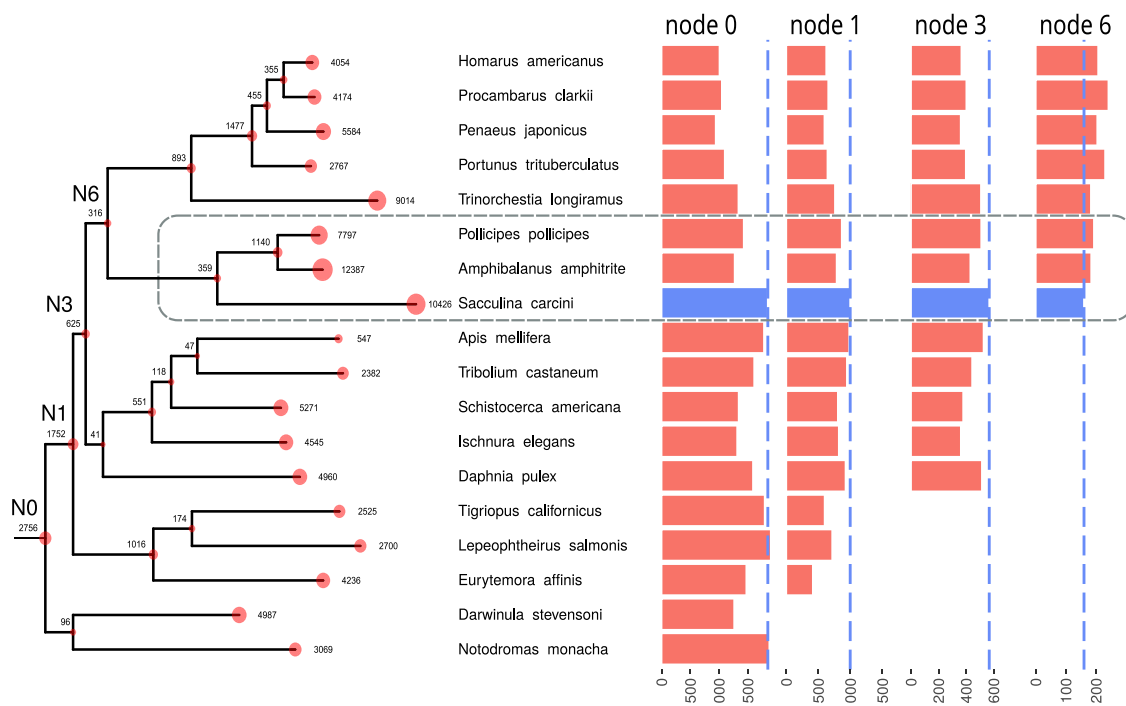 node 0 node 1 node 3 node 6
4054 Homarus americanus
355
4174 Procambarus clarkii
455
1477 5584 Penaeus japonicus
893 2767 Portunus trituberculatus
N6
316 9014 Trinorchestia longiramus
7797 Pollicipes pollicipes
1140
359 12387 Amphibalanus amphitrite
N3 10426 Sacculina carcini
625
547 Apis mellifera
47
118 2382 Tribolium castaneum
551 5271 Schistocerca americana
N1
1752 41 4545 Ischnura elegans
4960 Daphnia pulex
N0 2525 Tigriopus californicus
2756 174
1016 2700 Lepeophtheirus salmonis
4236 Eurytemora affinis
96 4987 Darwinula stevensoni
3069 Notodromas monacha
0 500 000 500 0 500 000 500 0 200 400 600 0 100 200